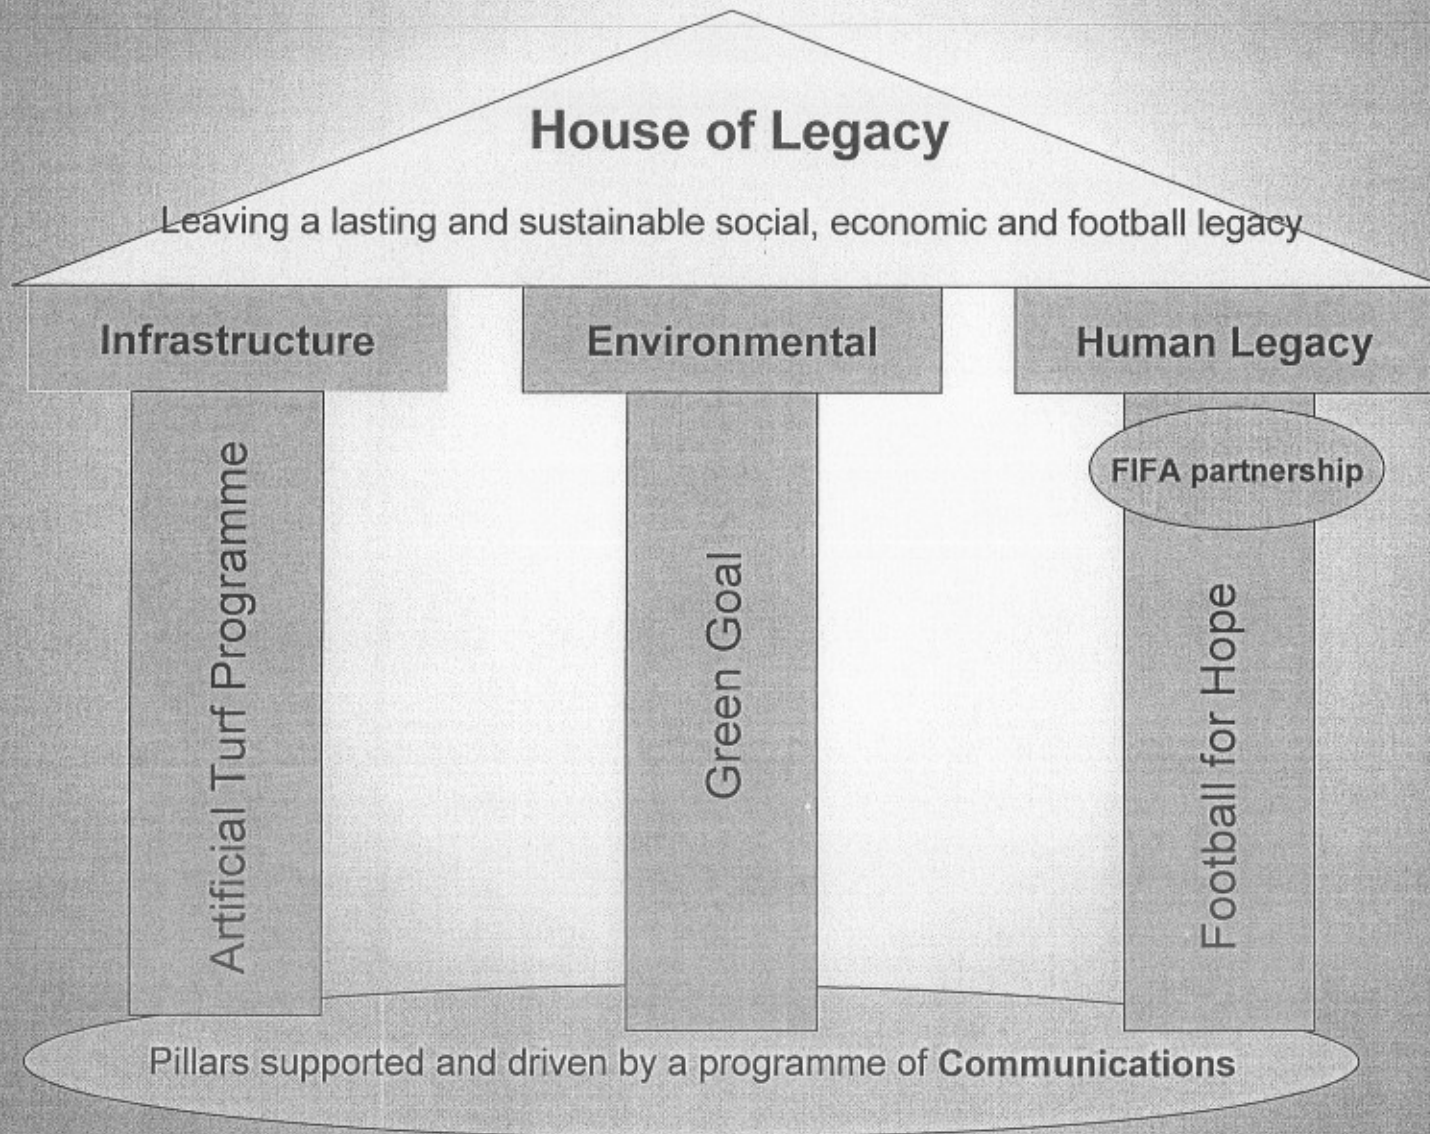 House of Legacy
Leaving a lasting and sustainable social, economic and football legacy
Infrastructure
Environmental
Human Legacy
FIFA partnership
Artificial Turf Programme
Green Goal
Football for Hope
Pillars supported and driven by a programme of Communications